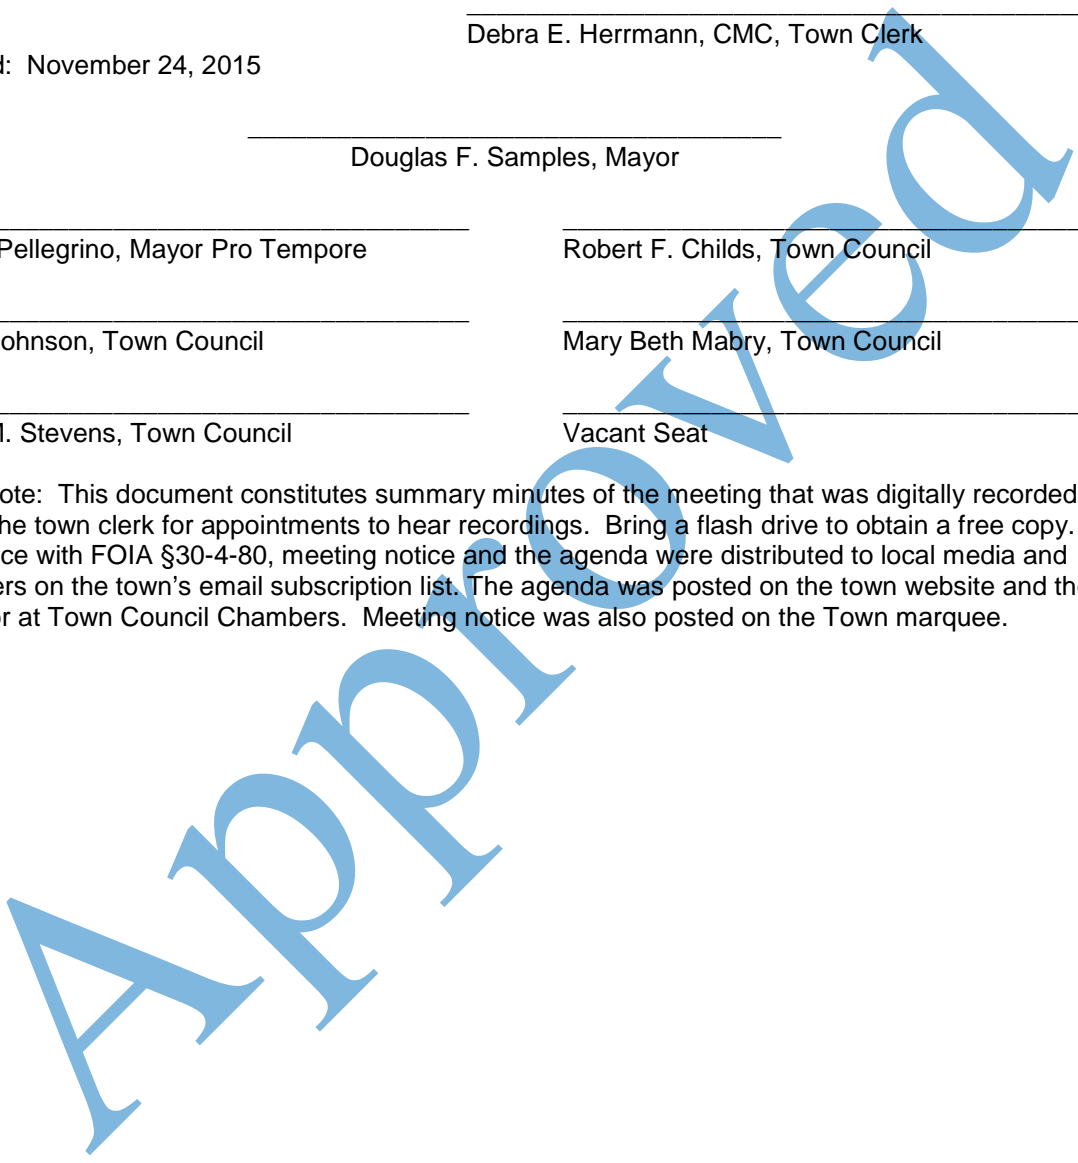 Debra E. Herrmann, CMC, Town Clerk
d: November 24, 2015
Douglas F. Samples, Mayor
Pellegrino, Mayor Pro Tempore Robert F. Childs, Town Council
ohnson, Town Council Mary Beth Mabry, Town Council
Stevens, Town Council Vacant Seat
ote: This document constitutes summary minutes of the meeting that was digitally recorded
he town clerk for appointments to hear recordings. Bring a flash drive to obtain a free copy.
ce with FOIA §30-4-80, meeting notice and the agenda were distributed to local media and
ers on the town’s email subscription list. The agenda was posted on the town website and the
or at Town Council Chambers. Meeting notice was also posted on the Town marquee.
Approved